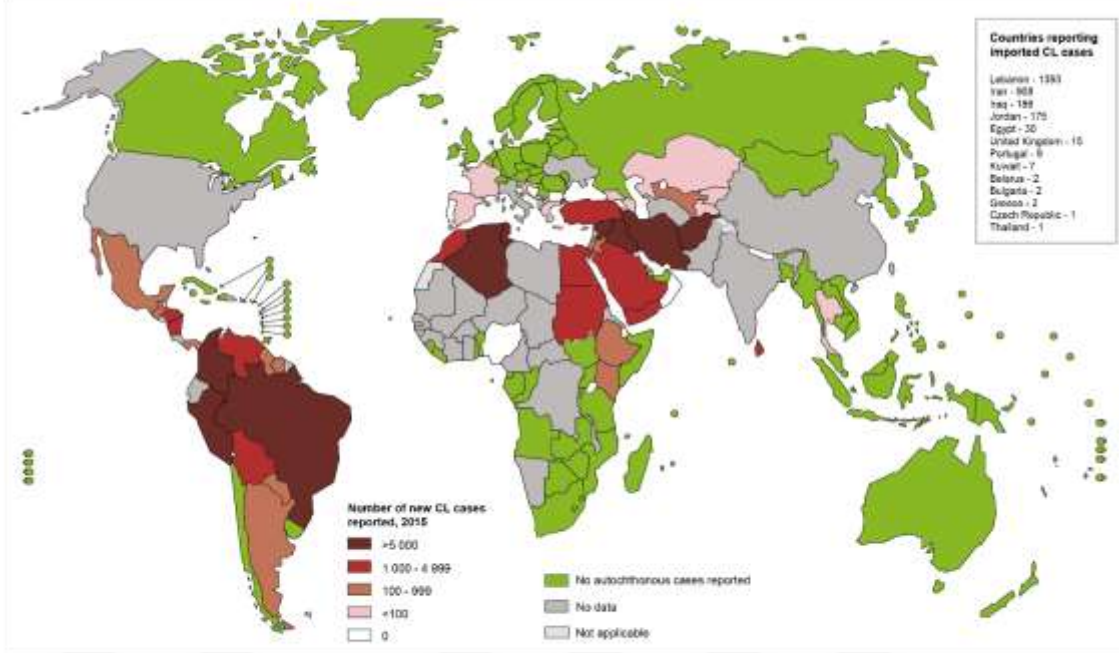 Countries reporting
imported CL cases
Lebanon - 1393
Iran - 968
Iraq - 198
Jordan - 175
Egypt - 30
United Kingdom - 15
Portugal - 9
Kuwait - 7
Belarus - 2
Bulgaria - 2
Greece - 2
Czech Republic - 1
Thailand - 1
Number of new CL cases
reported, 2015
>5 000
1 000 - 4 999
100 - 999
<100
0
No autochthonous cases reported
No data
Not applicable